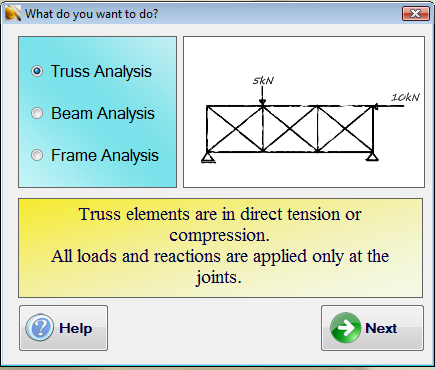 What do you want to do?
Truss Analysis
Beam Analysis
Frame Analysis
5kN
10kN
Truss elements are in direct tension or
compression.
All loads and reactions are applied only at the
joints.
Help
Next